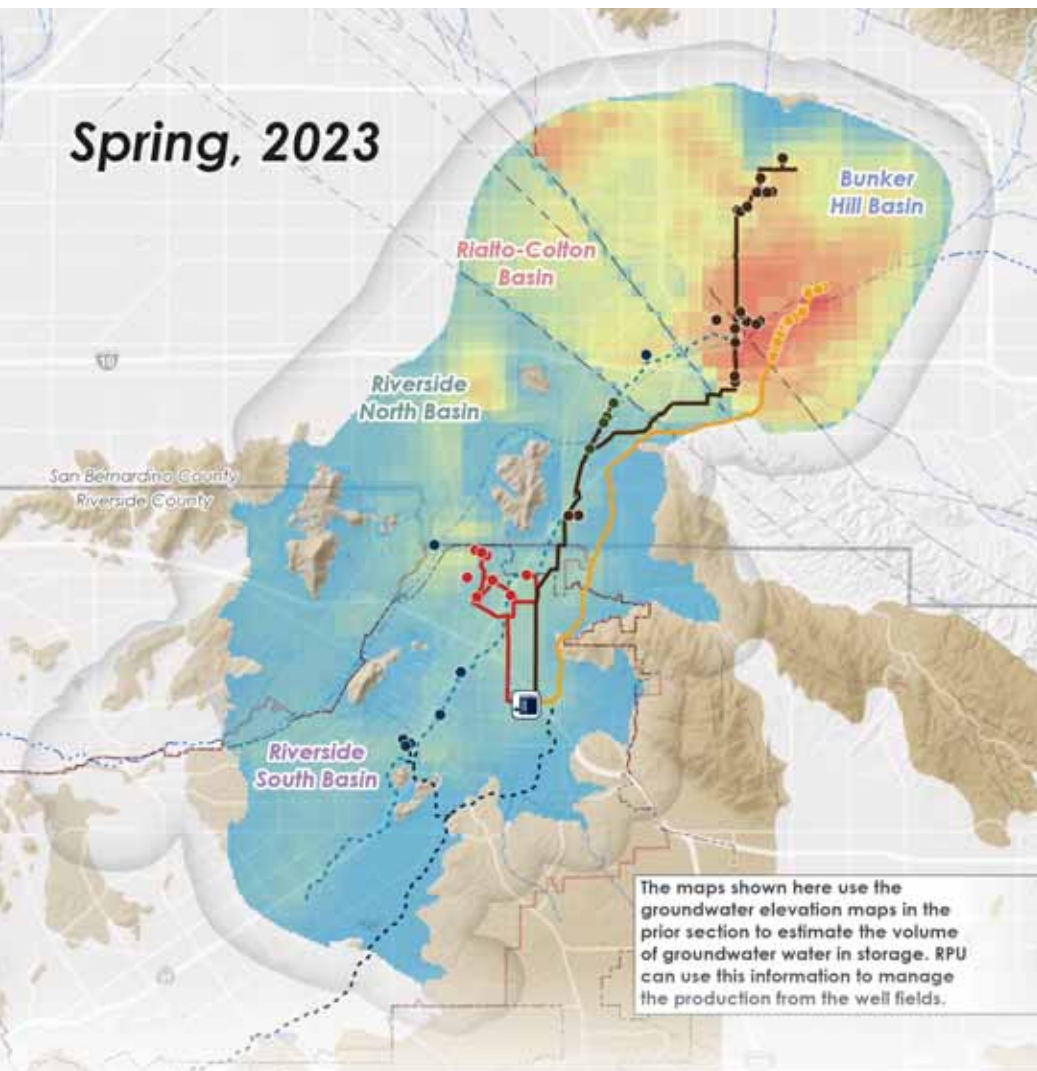 Spring, 2023
Bunker
Hill Basin
Rialto-Colton
Basin
10
Riverside
North Basin
San Bernardino County
Riverside County
Riverside
South Basin
The maps shown here use the
groundwater elevation maps in the
prior section to estimate the volume
of groundwater water in storage. RPU
can use this information to manage
the production from the well fields.